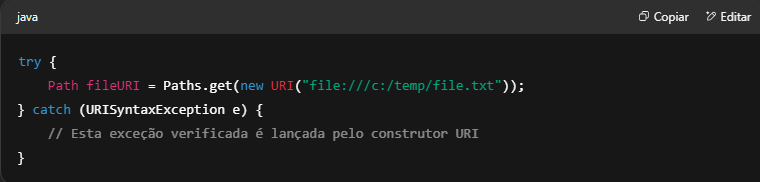 java
Copiar
Editar
try {
    Path fileURI = Paths.get(new URI("file:///c:/temp/file.txt"));
} catch (URISyntaxException e) {
    // Esta exceção verificada é lançada pelo construtor URI
}